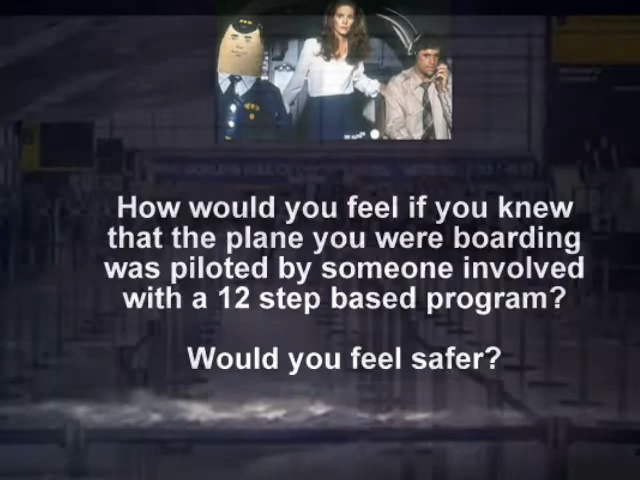 How would you feel if you knew
that the plane you were boarding
was piloted by someone involved
with a 12 step based program?
Would you feel safer?